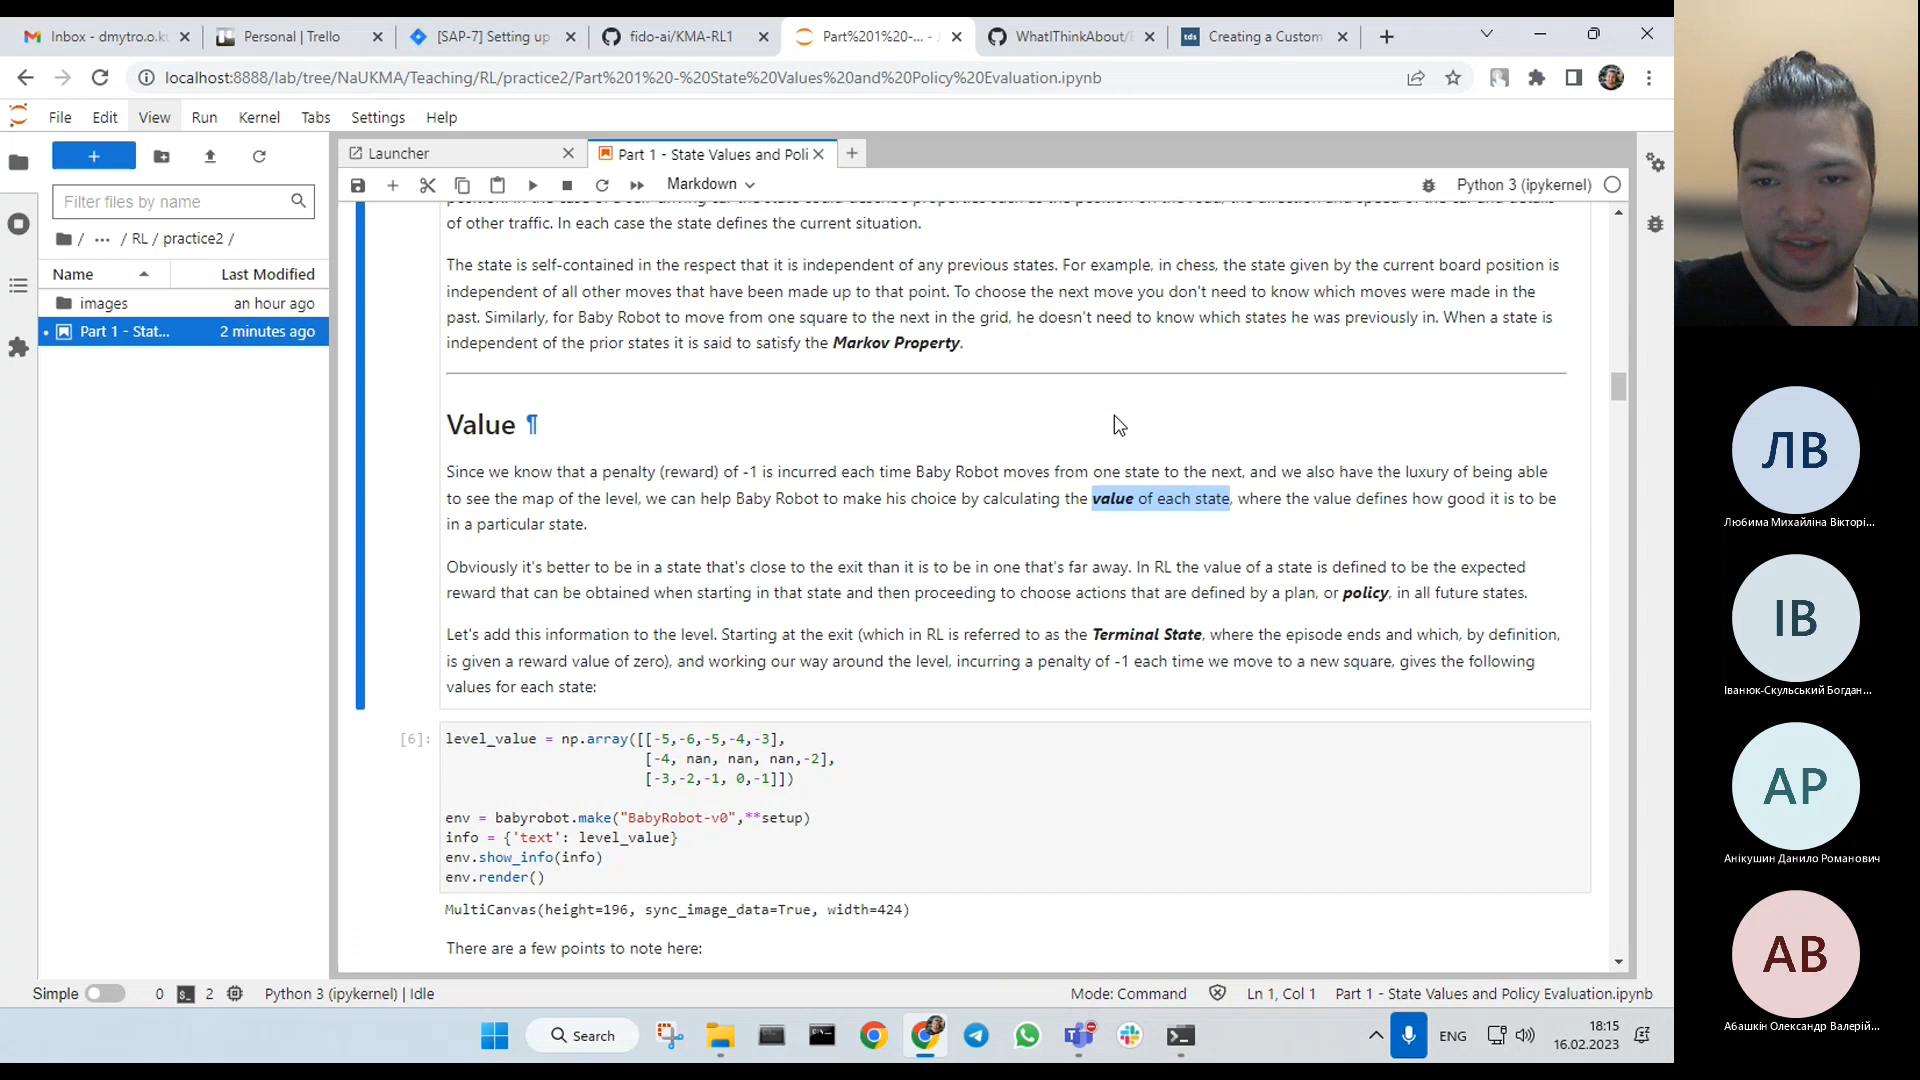 Inbox - dmytro.o.k
Personal | Trello
[SAP-7] Setting up
fido-ai/KMA-RL1
Part%201%20-...
WhatIThinkAbout/
tds
Creating a Custom
localhost:8888/lab/tree/NaUKMA/Teaching/RL/practice2/Part%201%20-%20State%20Values%20and%20Policy%20Evaluation.ipynb
File Edit View Run Kernel Tabs Settings Help
Launcher
Part 1 - State Values and Poli
Markdown
Python 3 (ipykernel)
Filter files by name
/ ... / RL / practice2 /
Name
Last Modified
images
an hour ago
Part 1 - Stat...
2 minutes ago
of other traffic. In each case the state defines the current situation.
The state is self-contained in the respect that it is independent of any previous states. For example, in chess, the state given by the current board position is
independent of all other moves that have been made up to that point. To choose the next move you don't need to know which moves were made in the
past. Similarly, for Baby Robot to move from one square to the next in the grid, he doesn't need to know which states he was previously in. When a state is
independent of the prior states it is said to satisfy the Markov Property.
Value ¶
Since we know that a penalty (reward) of -1 is incurred each time Baby Robot moves from one state to the next, and we also have the luxury of being able
to see the map of the level, we can help Baby Robot to make his choice by calculating the value of each state, where the value defines how good it is to be
in a particular state.
Obviously it's better to be in a state that's close to the exit than it is to be in one that's far away. In RL the value of a state is defined to be the expected
reward that can be obtained when starting in that state and then proceeding to choose actions that are defined by a plan, or policy, in all future states.
Let's add this information to the level. Starting at the exit (which in RL is referred to as the Terminal State, where the episode ends and which, by definition,
is given a reward value of zero), and working our way around the level, incurring a penalty of -1 each time we move to a new square, gives the following
values for each state:
[6]:
level_value = np.array([[-5,-6,-5,-4,-3],
[-4, nan, nan, nan,-2],
[-3,-2,-1, 0,-1]])
env = babyrobot.make("BabyRobot-v0",**setup)
info = {'text': level_value}
env.show_info(info)
env.render()
MultiCanvas(height=196, sync_image_data=True, width=424)
There are a few points to note here:
Simple
0
2
Python 3 (ipykernel) | Idle
Mode: Command
Ln 1, Col 1
Part 1 - State Values and Policy Evaluation.ipynb
Search
ENG
18:15
16.02.2023
ЛВ
Любима Михайліна Вікторі...
ІВ
Іванюк-Скульський Богдан...
АР
Анікушин Данило Романович
АВ
Абашкін Олександр Валерій...